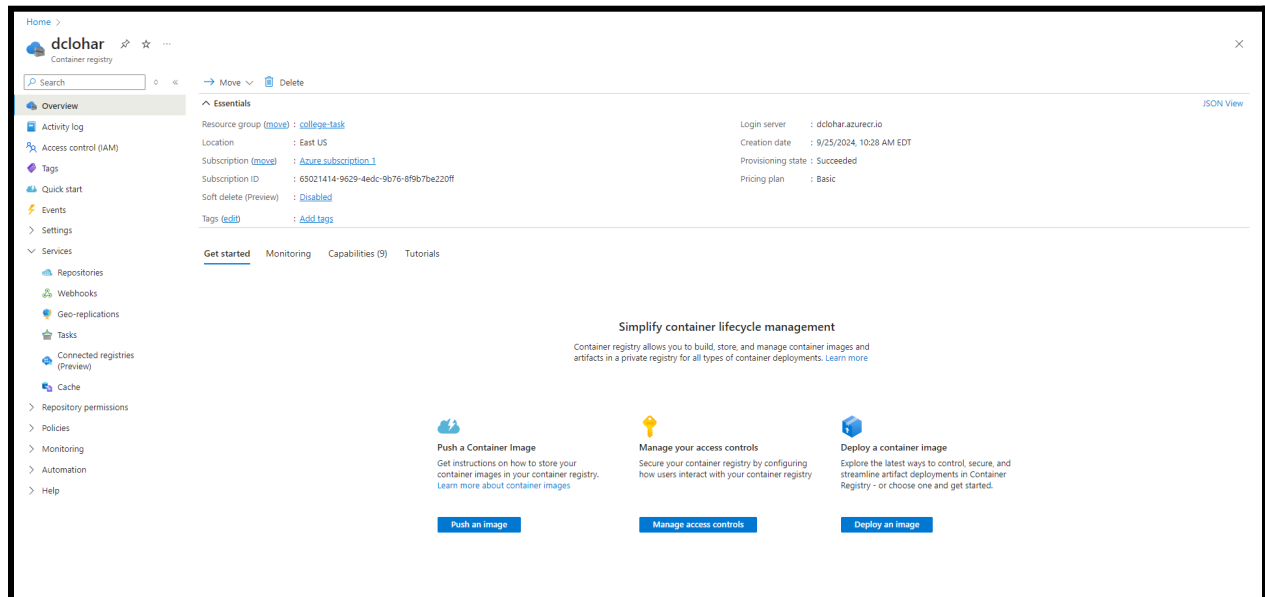 Home >
dclohar
Container registry
Search
Move
Delete
Overview
Activity log
Access control (IAM)
Tags
Quick start
Events
Settings
Services
Repositories
Webhooks
Geo-replications
Tasks
Connected registries
(Preview)
Cache
Repository permissions
Policies
Monitoring
Automation
Help
Essentials
JSON View
Resource group (move) : college-task
Location : East US
Subscription (move) : Azure subscription 1
Subscription ID : 65021414-9629-4edc-9b76-8f9b7be220ff
Soft delete (Preview) : Disabled
Tags (edit) : Add tags
Login server : dclohar.azurecr.io
Creation date : 9/25/2024, 10:28 AM EDT
Provisioning state : Succeeded
Pricing plan : Basic
Get started Monitoring Capabilities (9) Tutorials
Simplify container lifecycle management
Container registry allows you to build, store, and manage container images and
artifacts in a private registry for all types of container deployments. Learn more
Push a Container Image
Get instructions on how to store your
container images in your container registry.
Learn more about container images
Push an image
Manage your access controls
Secure your container registry by configuring
how users interact with your container registry
Manage access controls
Deploy a container image
Explore the latest ways to control, secure, and
streamline artifact deployments in Container
Registry - or choose one and get started.
Deploy an image